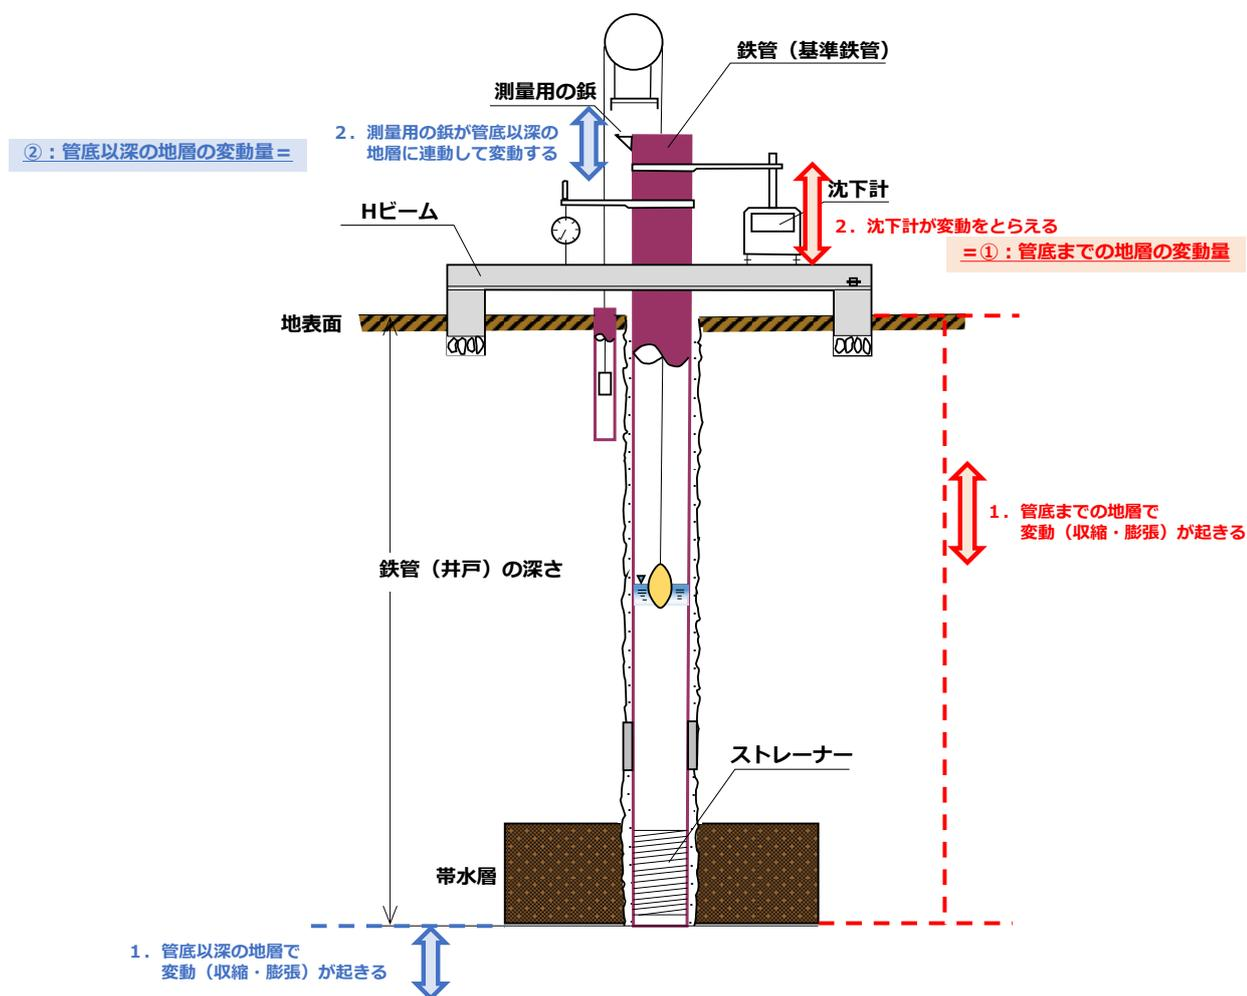 鉄管（基準鉄管）
測量用の鋲
2．測量用の鋲が管底以深の
地層に連動して変動する
②：管底以深の地層の変動量＝
沈下計
Hビーム
2．沈下計が変動をとらえる
＝①：管底までの地層の変動量
地表面
1．管底までの地層で
変動（収縮・膨張）が起きる
鉄管（井戸）の深さ
ストレーナー
帯水層
1．管底以深の地層で
変動（収縮・膨張）が起きる